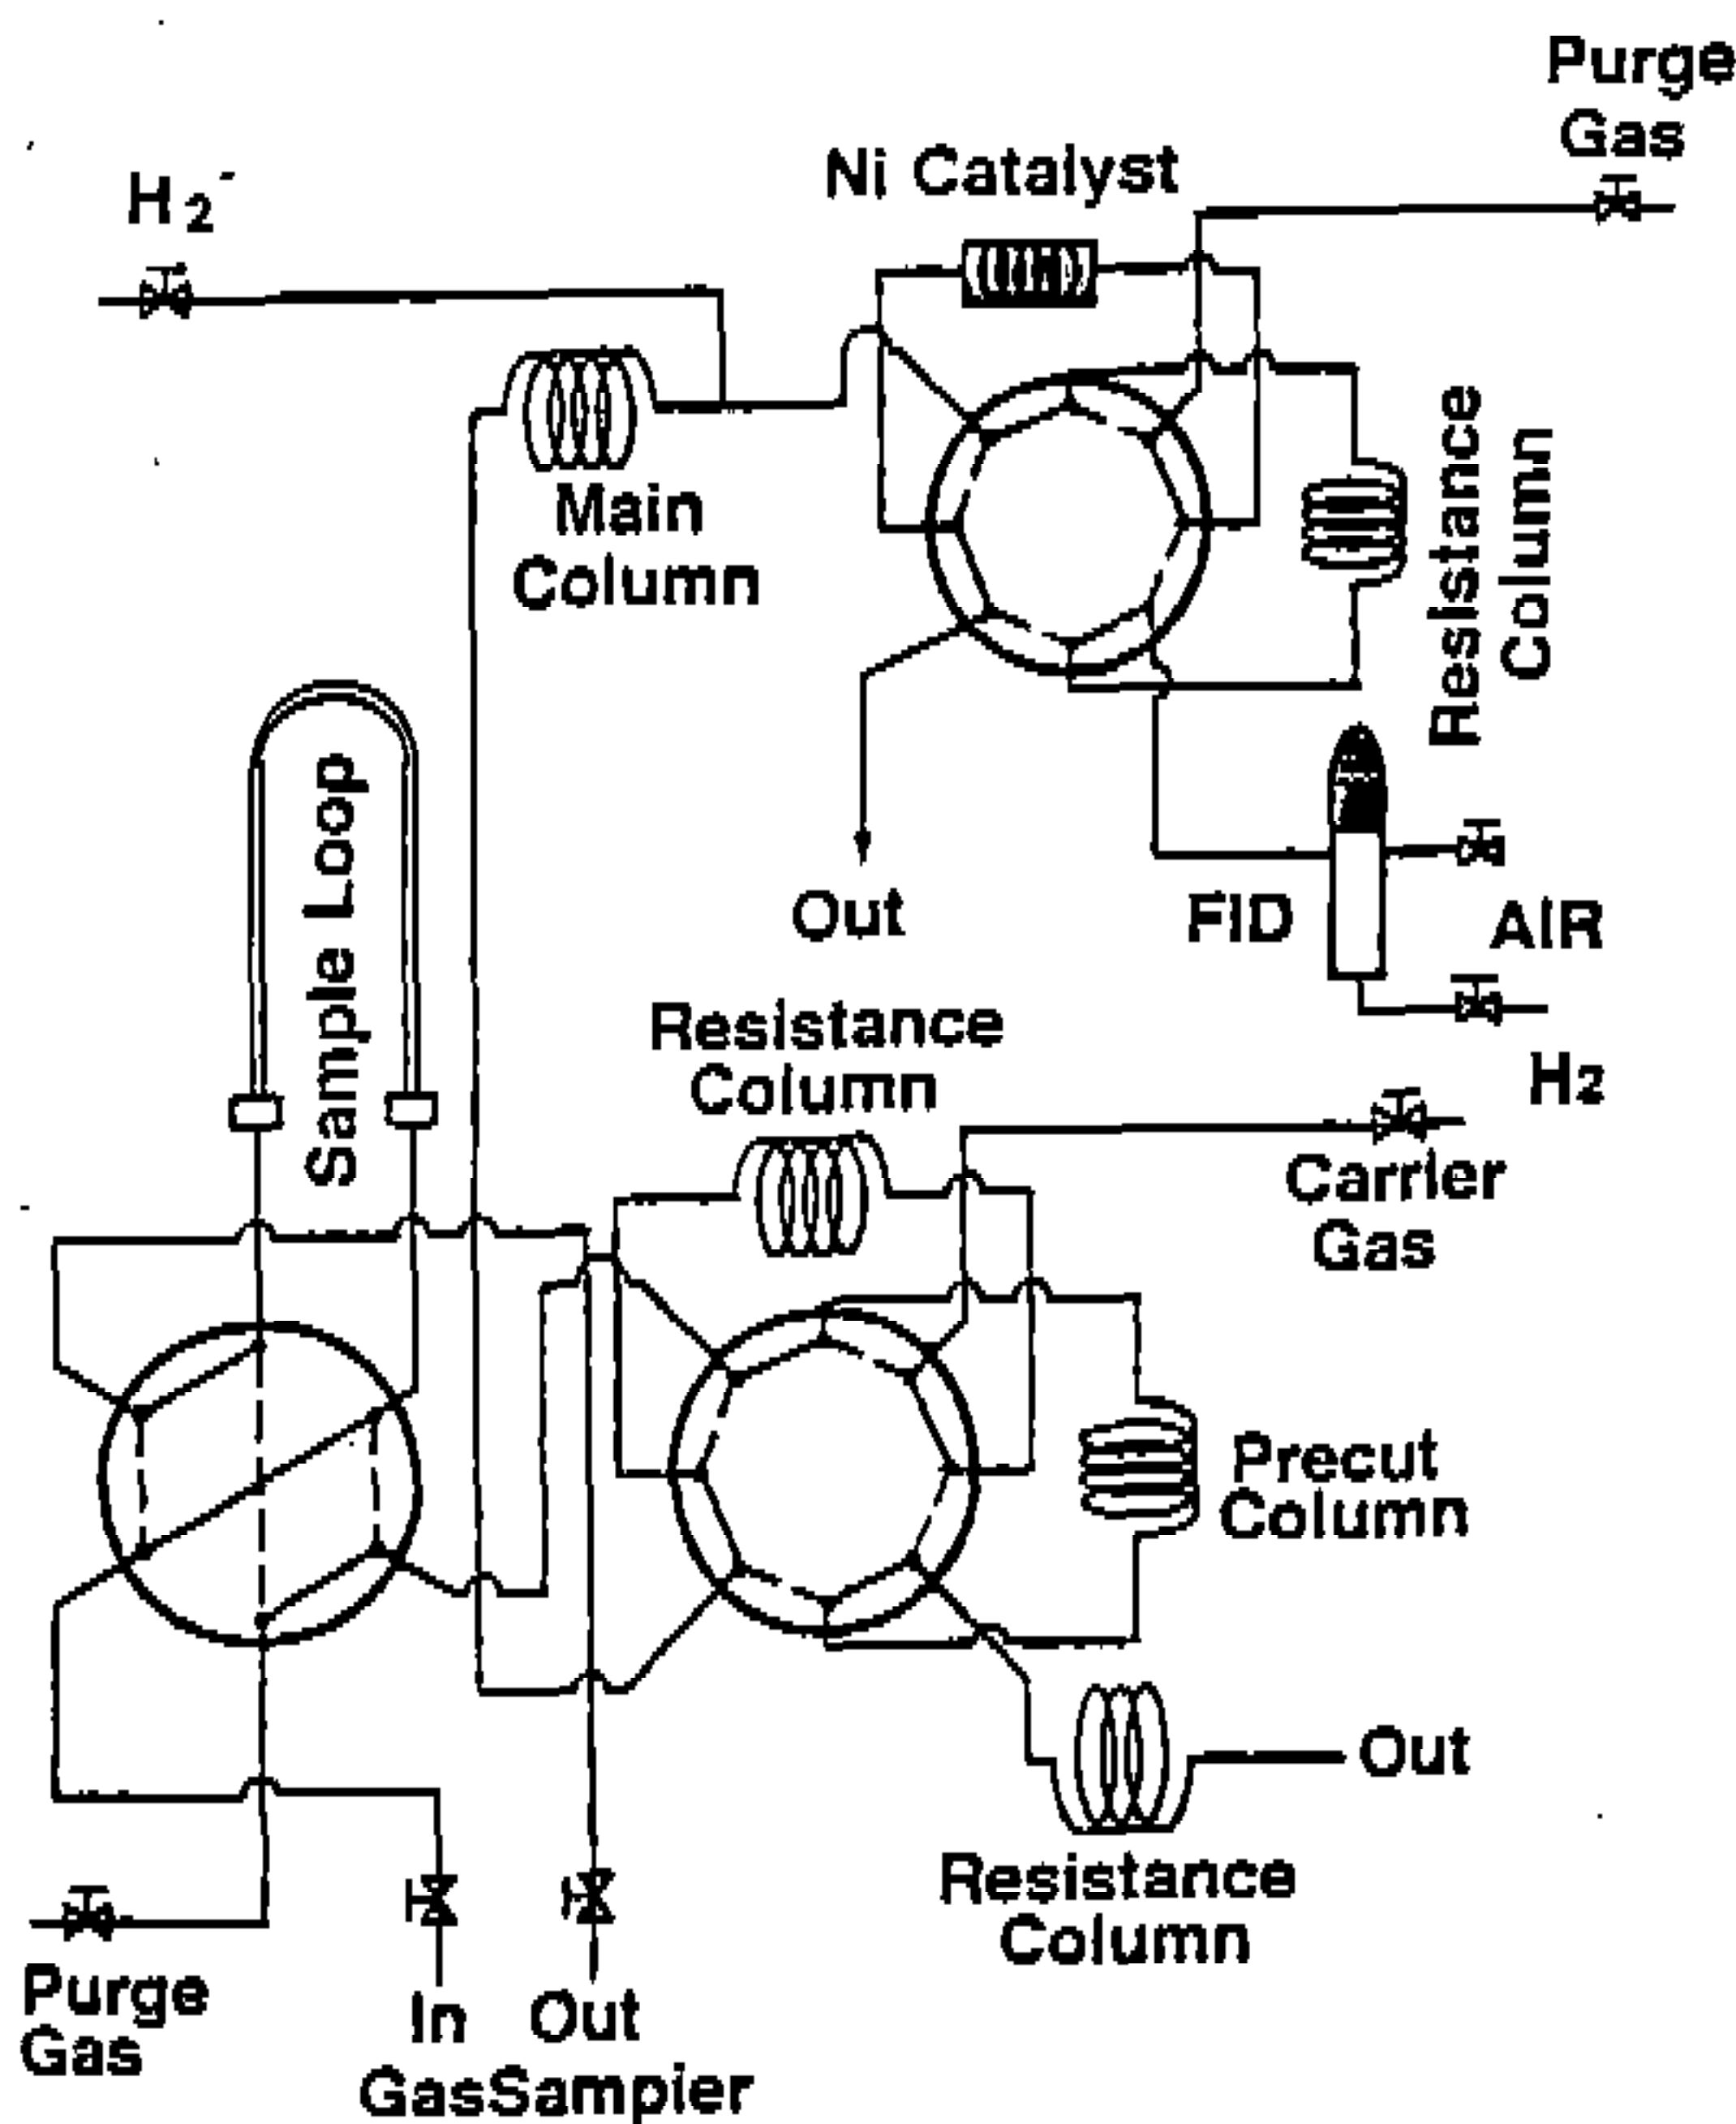 Purge
Gas
Ni Catalyst
H2
Main
Column
Resistance
Column
Sample Loop
Out
FID
AIR
H2
Resistance
Column
Carrier
Gas
Precut
Column
Out
Resistance
Column
Purge
Gas
In
Out
GasSampler